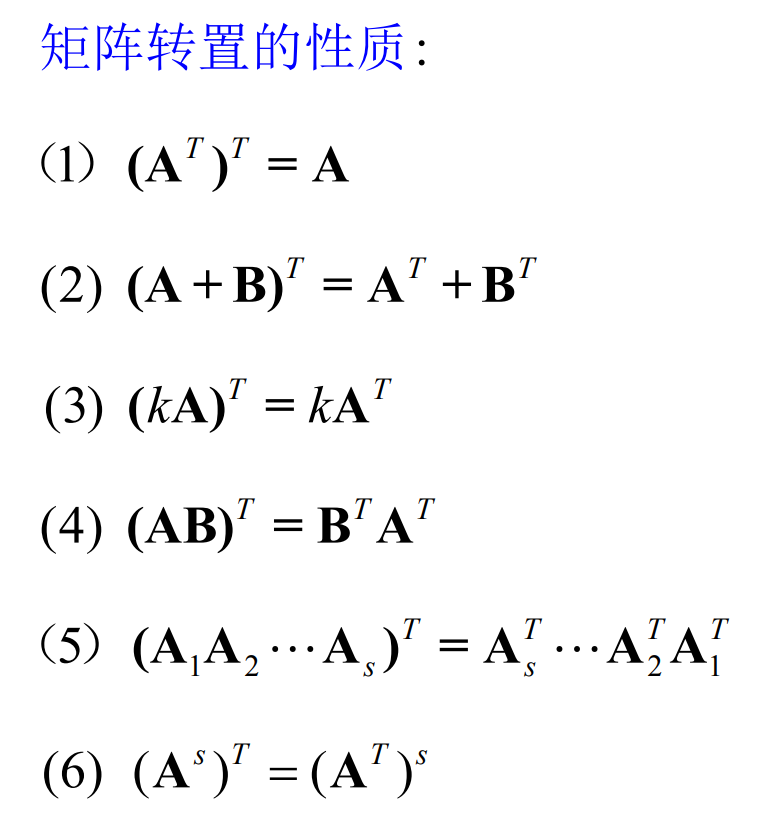 矩阵转置的性质:
(1) (A^T)^T = A
(2) (A + B)^T = A^T + B^T
(3) (kA)^T = kA^T
(4) (AB)^T = B^T A^T
(5) (A_1 A_2 ⋯ A_s)^T = A_s^T ⋯ A_2^T A_1^T
(6) (A^s)^T = (A^T)^s